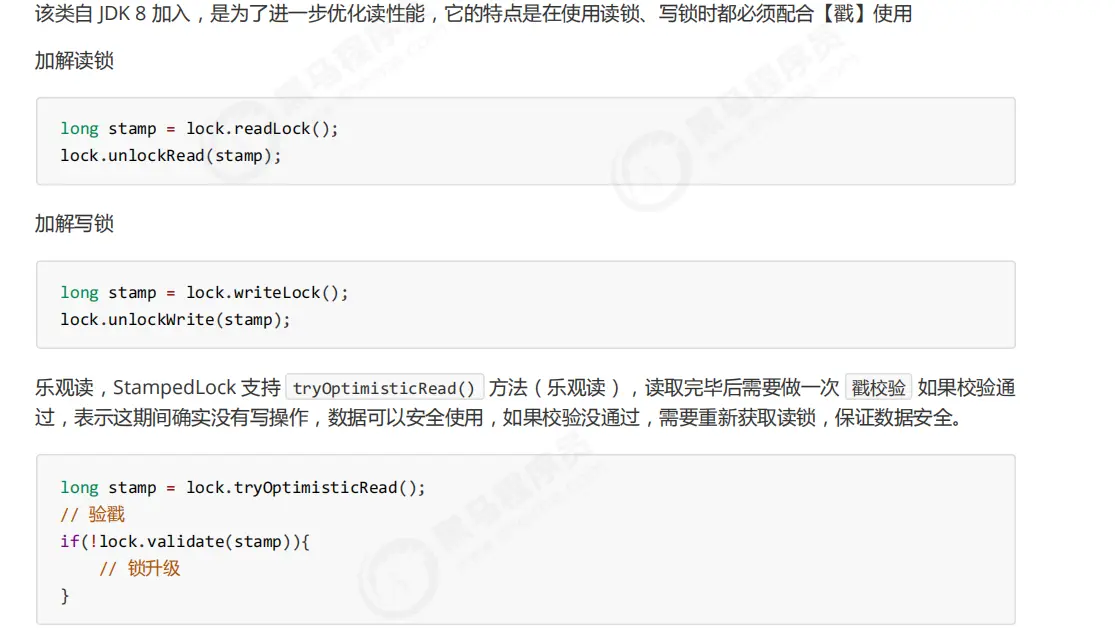 该类自 JDK 8 加入，是为了进一步优化读性能，它的特点是在使用读锁、写锁时都必须配合【戳】使用
加解读锁
long stamp = lock.readLock();
lock.unlockRead(stamp);
加解写锁
long stamp = lock.writeLock();
lock.unlockWrite(stamp);
乐观读，StampedLock 支持 tryOptimisticRead() 方法（乐观读），读取完毕后需要做一次 戳校验 如果校验通
过，表示这期间确实没有写操作，数据可以安全使用，如果校验没通过，需要重新获取读锁，保证数据安全。
long stamp = lock.tryOptimisticRead();
// 验戳
if(!lock.validate(stamp)){
// 锁升级
}